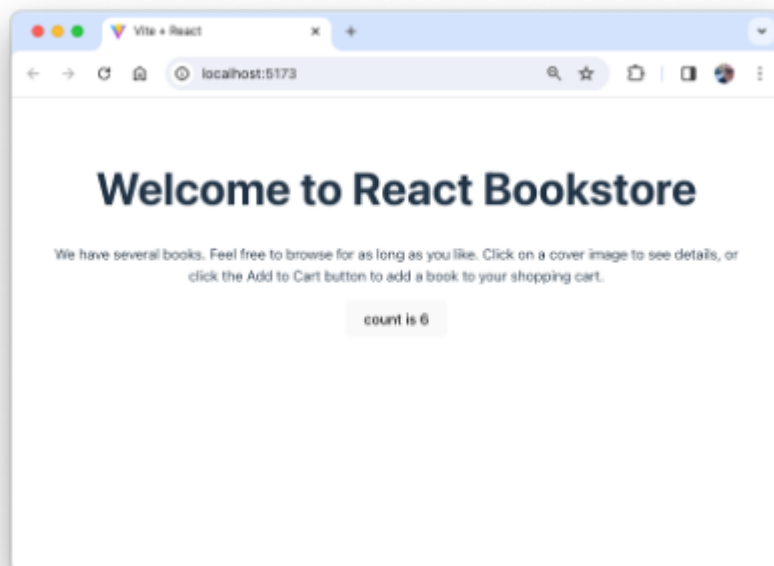 Vite + React
localhost:5173
Welcome to React Bookstore
We have several books. Feel free to browse for as long as you like. Click on a cover image to see details, or
click the Add to Cart button to add a book to your shopping cart.
count is 6